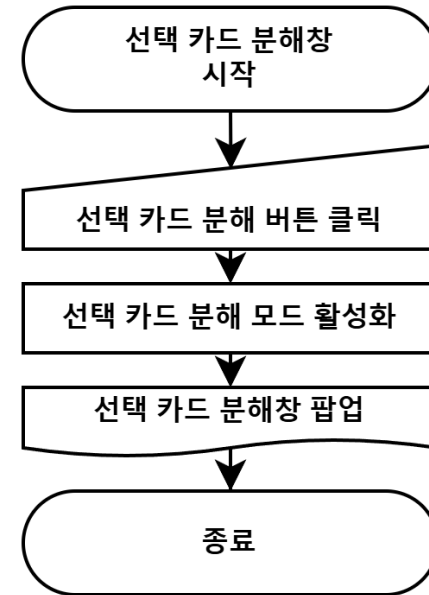 선택 카드 분해창
시작
선택 카드 분해 버튼 클릭
선택 카드 분해 모드 활성화
선택 카드 분해창 팝업
종료